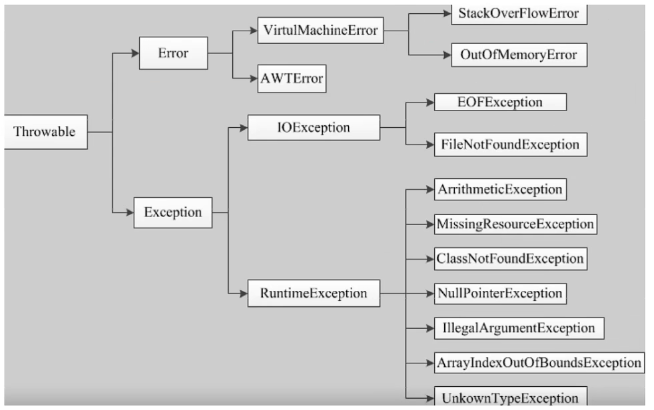 StackOverFlowError
VirtulMachineError
Error
OutOfMemoryError
AWTError
EOFException
IOException
Throwable
FileNotFoundException
ArrithmeticException
Exception
MissingResourceException
ClassNotFoundException
RuntimeException
NullPointerException
IllegalArgumentException
ArrayIndexOutOfBoundsException
UnkownTypeException